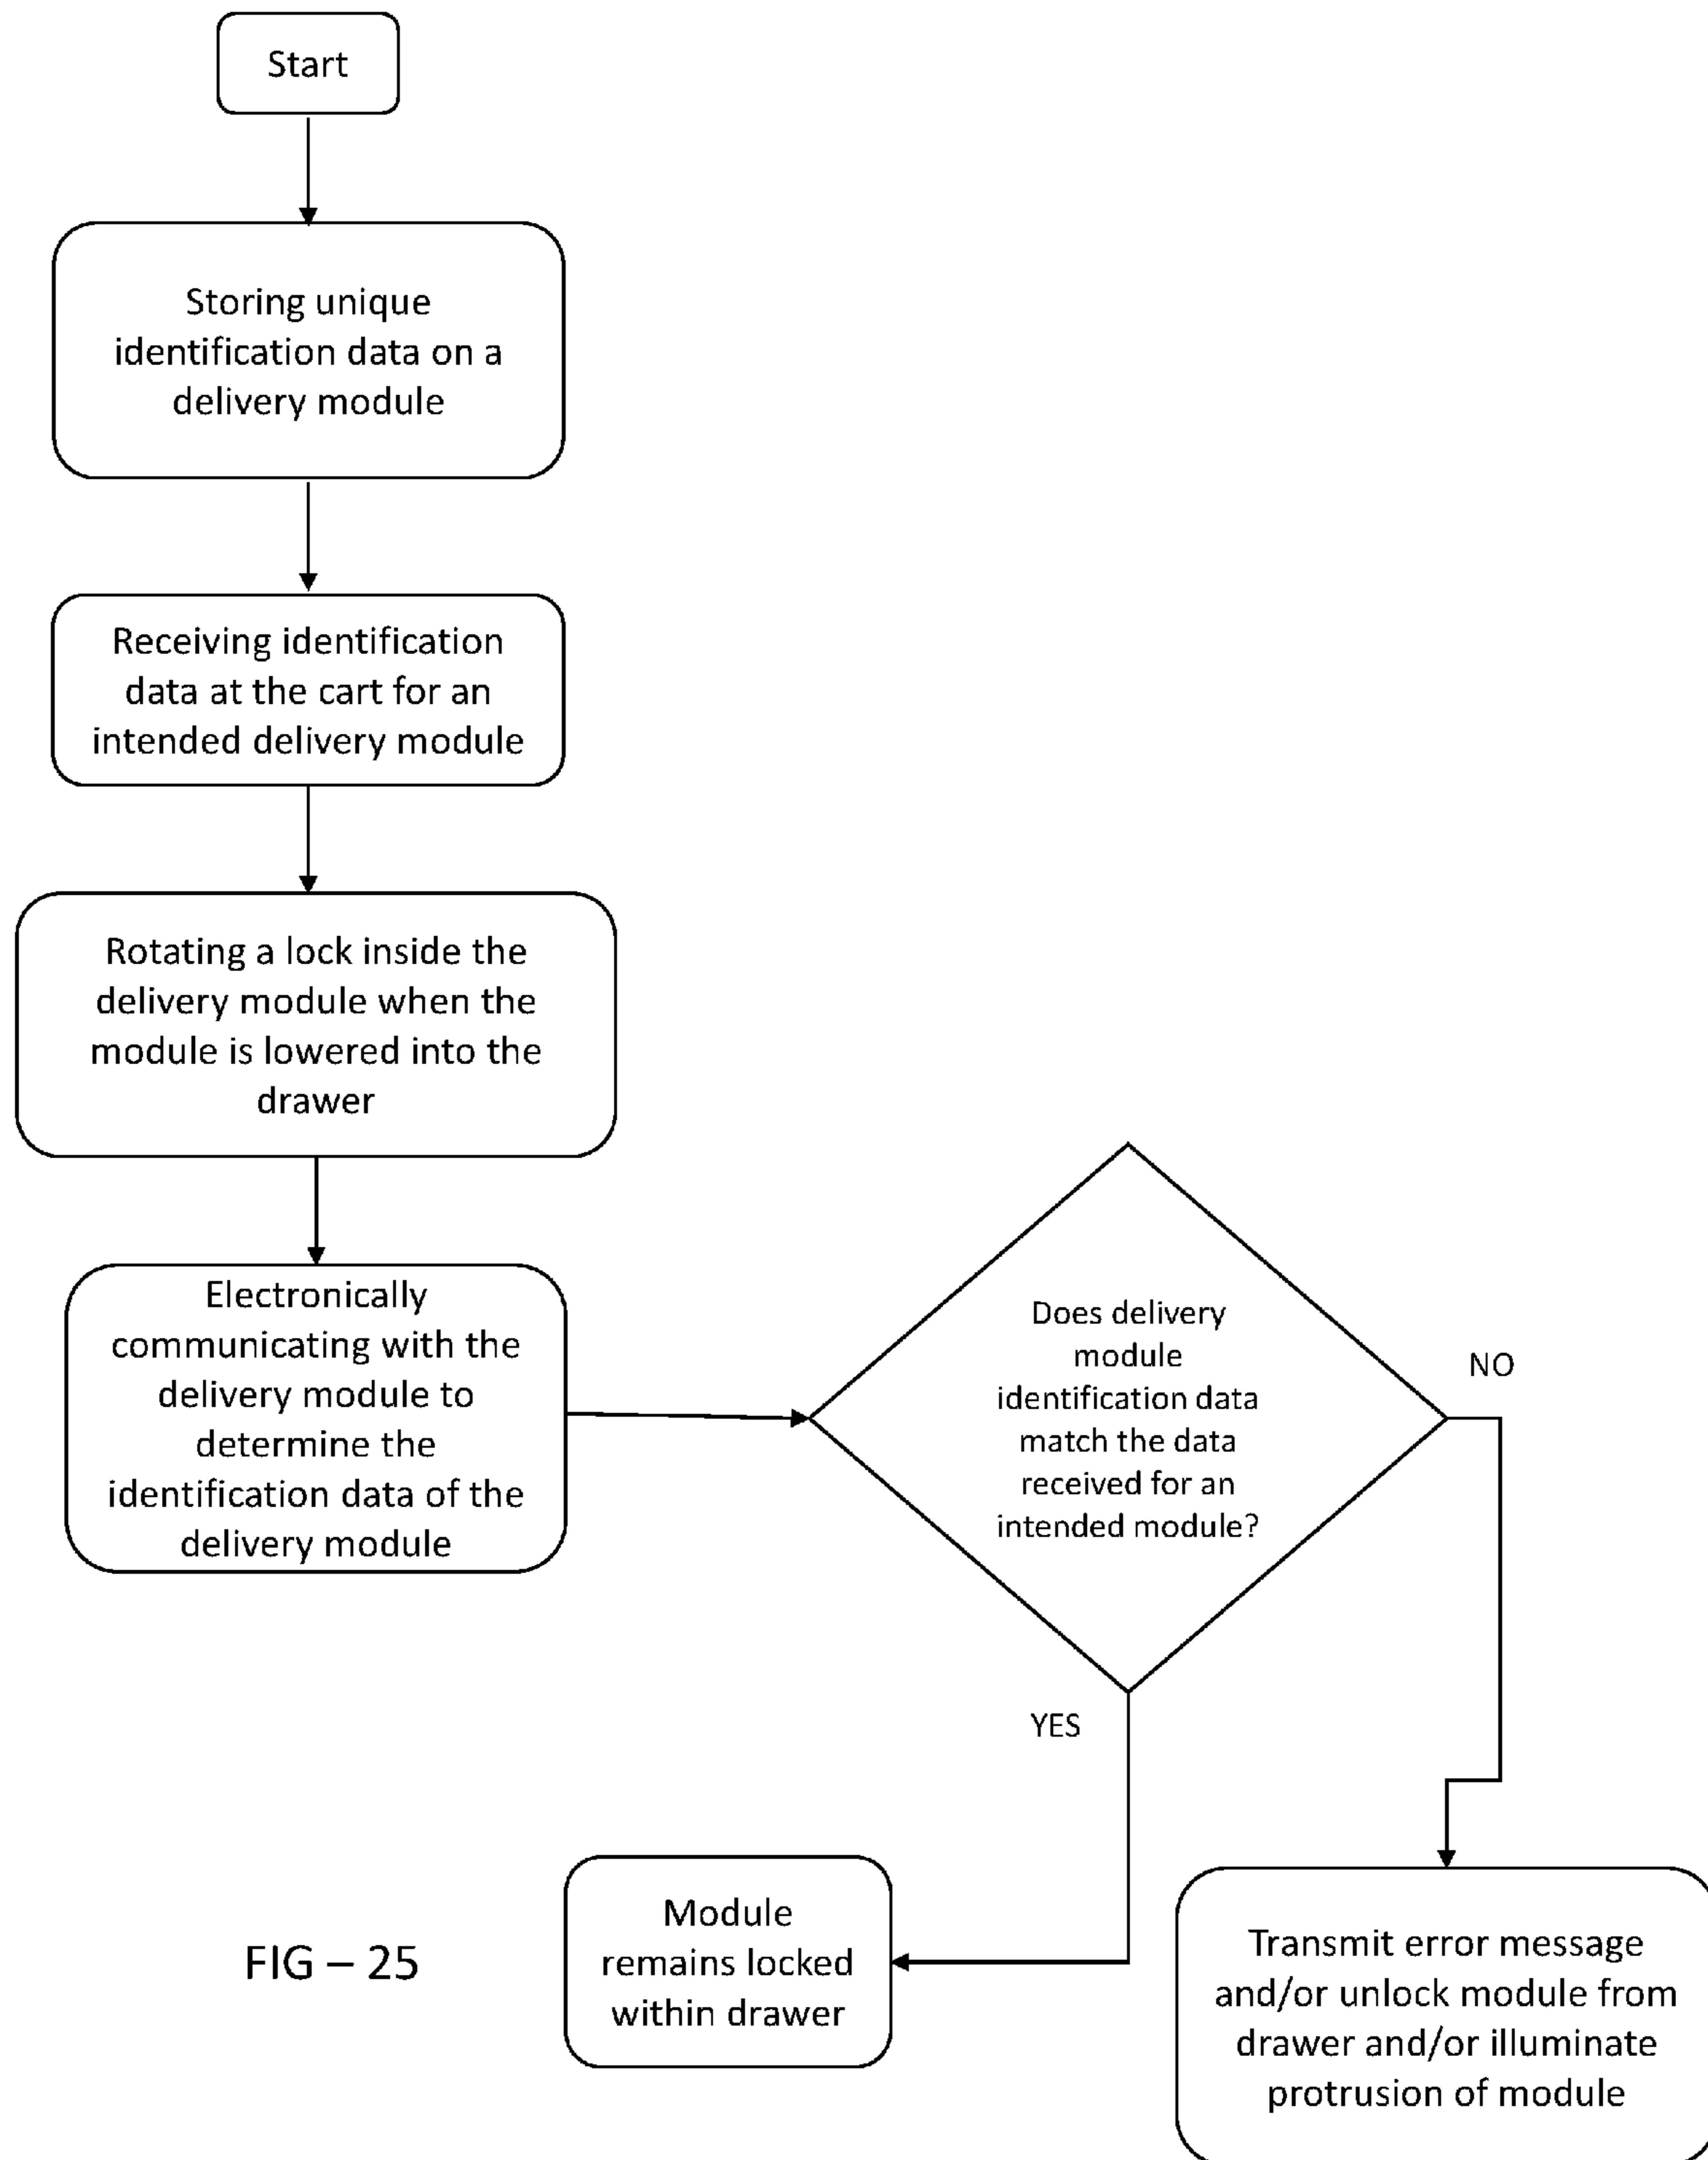 Start
Storing unique
identification data on a
delivery module
Receiving identification
data at the cart for an
intended delivery module
Rotating a lock inside the
delivery module when the
module is lowered into the
drawer
Electronically
communicating with the
delivery module to
determine the
identification data of the
delivery module
Does delivery
module
identification data
match the data
received for an
intended module?
NO
YES
Module
remains locked
within drawer
Transmit error message
and/or unlock module from
drawer and/or illuminate
protrusion of module
FIG – 25